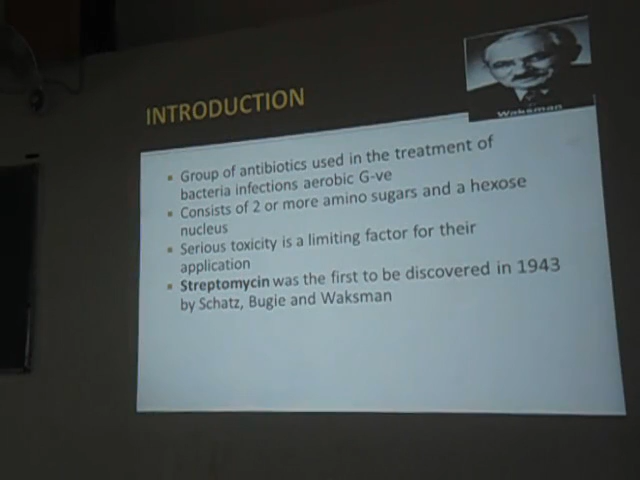 INTRODUCTION
Waksman
▪ Group of antibiotics used in the treatment of
bacteria infections aerobic G-ve
▪ Consists of 2 or more amino sugars and a hexose
nucleus
▪ Serious toxicity is a limiting factor for their
application
▪ Streptomycin was the first to be discovered in 1943
by Schatz, Bugie and Waksman